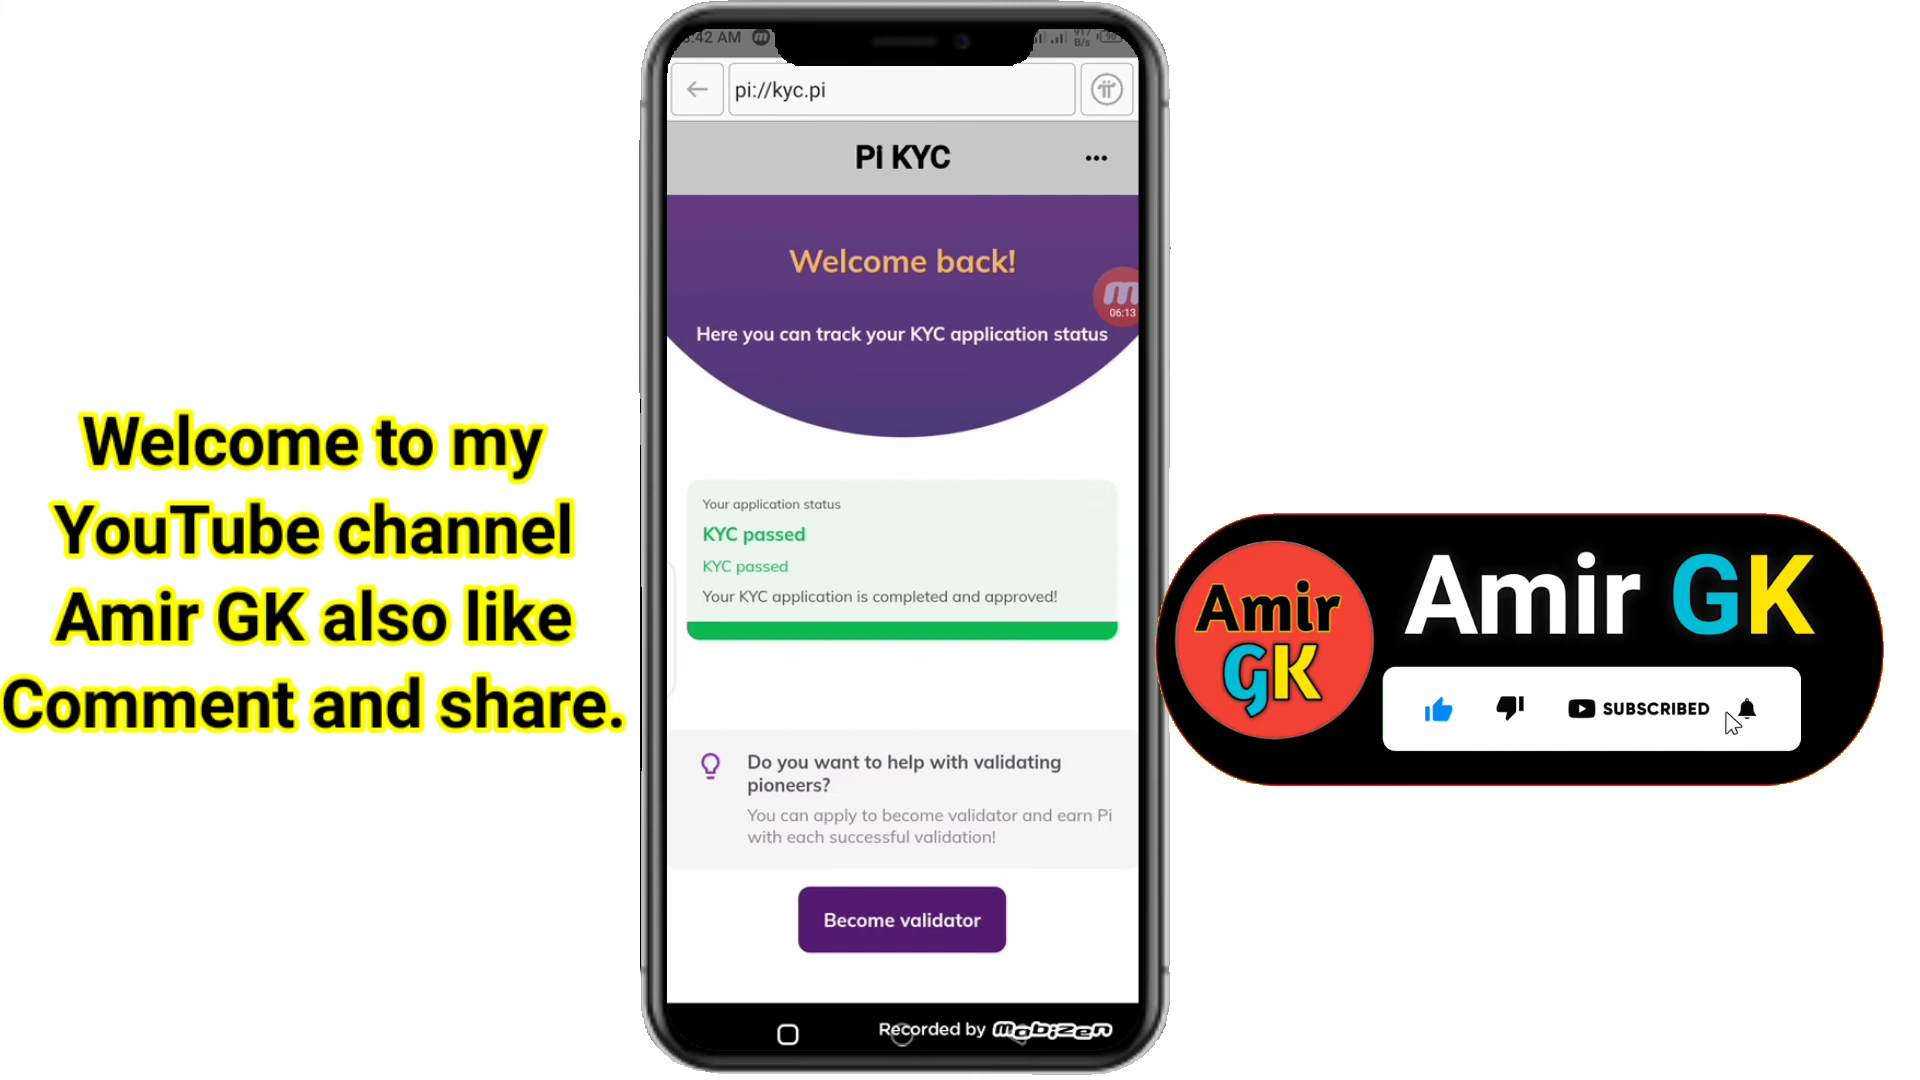 :42 AM
B/s
pi://kyc.pi
Pi KYC
Welcome back!
06:13
Here you can track your KYC application status
Your application status
KYC passed
KYC passed
Your KYC application is completed and approved!
Do you want to help with validating
pioneers?
You can apply to become validator and earn Pi
with each successful validation!
Become validator
Recorded by mobizen
Welcome to my
YouTube channel
Amir GK also like
Comment and share.
Amir
GK
Amir GK
SUBSCRIBED